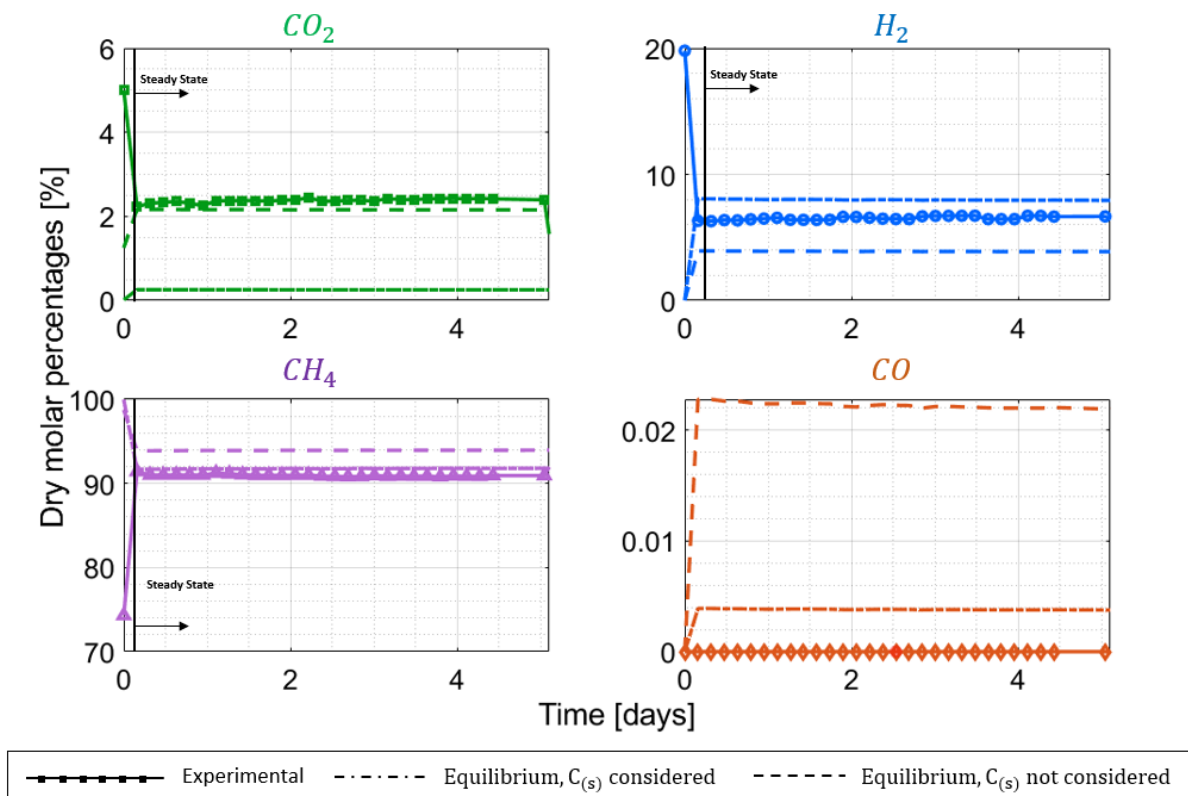 CO₂
H₂
6
4
2
0
Steady State
0
2
4
20
10
0
Steady State
0
2
4
Dry molar percentages [%]
CH₄
CO
100
90
80
70
Steady State
0
2
4
0.02
0.01
0
0
2
4
Time [days]
Experimental
Equilibrium, C₍ₛ₎ considered
Equilibrium, C₍ₛ₎ not considered